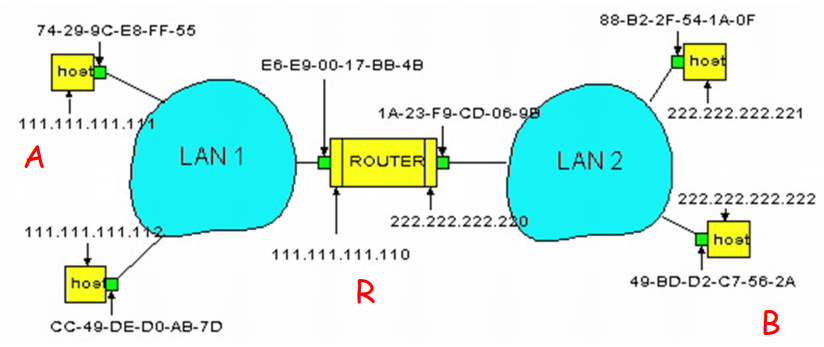 74-29-9C-E8-FF-55
88-B2-2F-54-1A-0F
host
E6-E9-00-17-BB-4B
host
111.111.111.111
1A-23-F9-CD-06-9B
222.222.222.221
A
LAN 1
ROUTER
LAN 2
222.222.222.222
111.111.111.112
222.222.222.220
host
111.111.111.110
host
R
49-BD-D2-C7-56-2A
CC-49-DE-D0-AB-7D
B